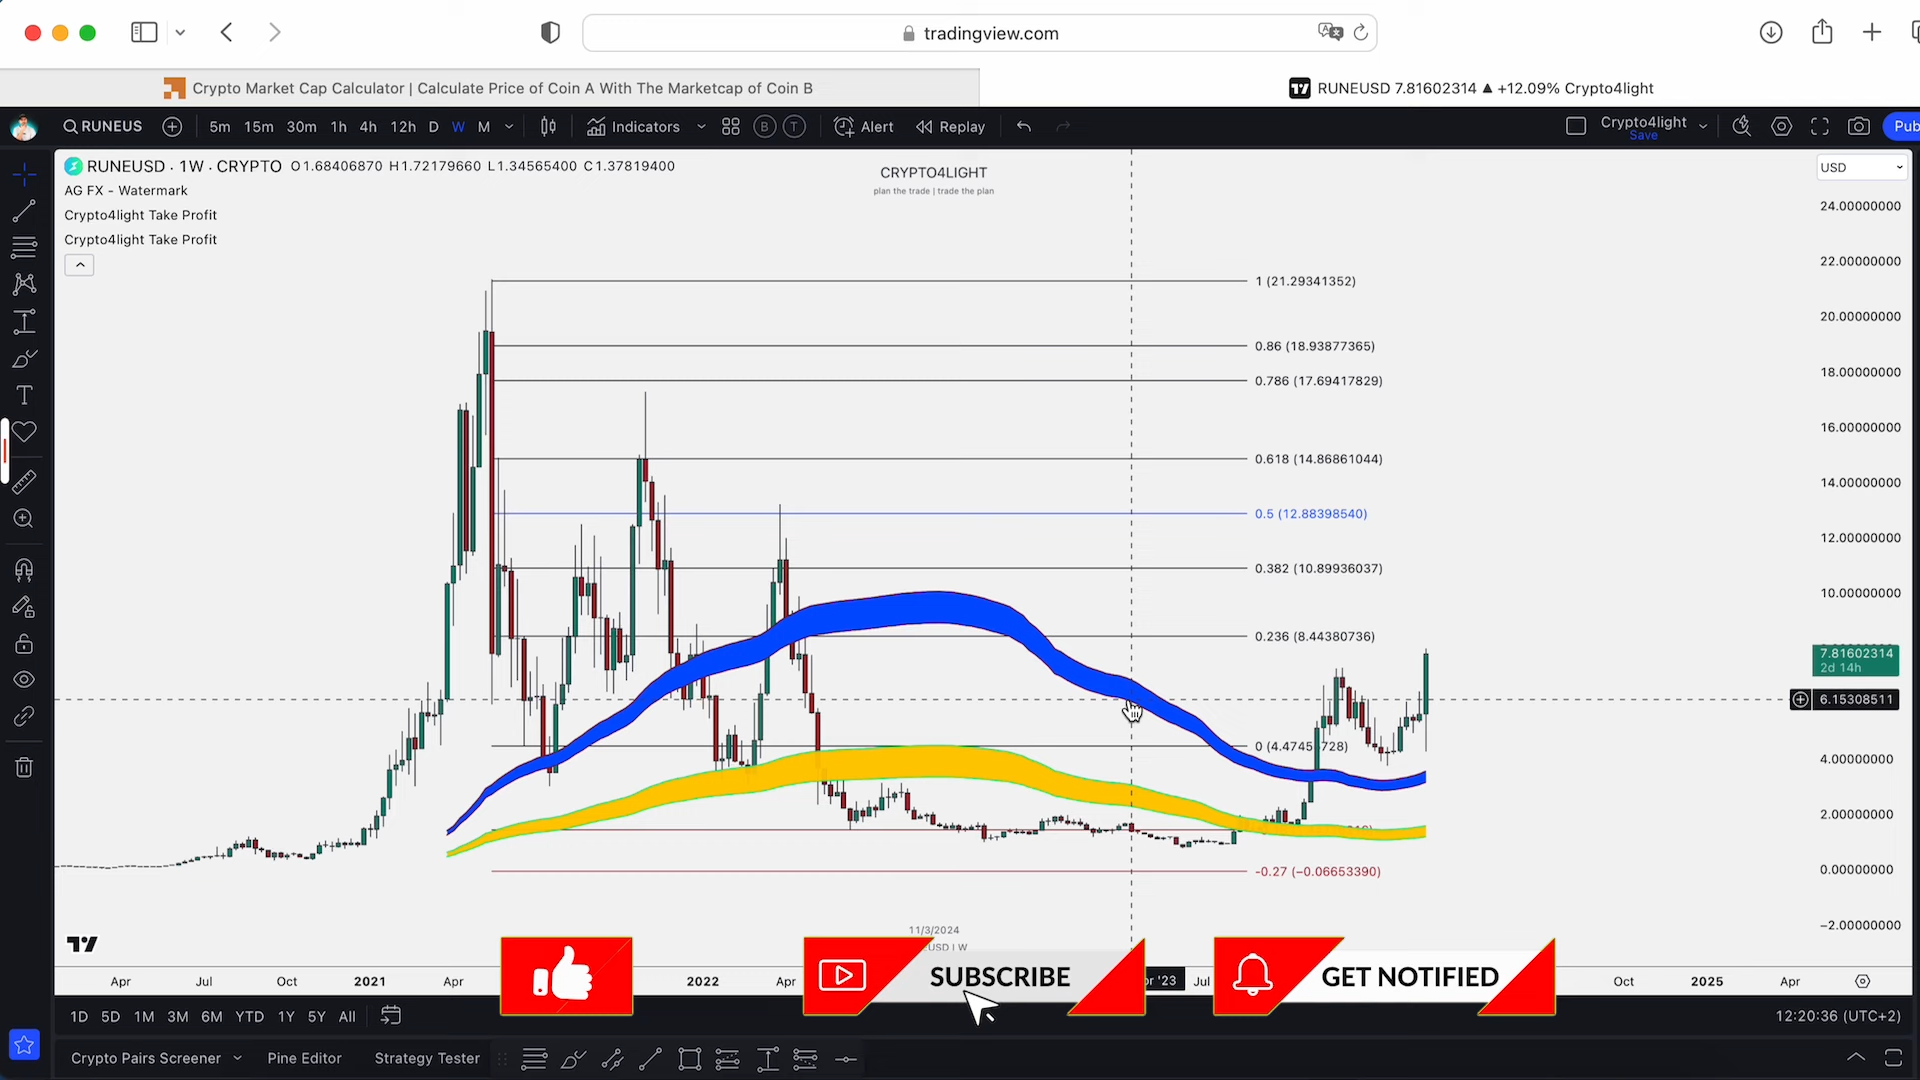 tradingview.com
Crypto Market Cap Calculator | Calculate Price of Coin A With The Marketcap of Coin B
RUNEUSD 7.81602314 ▲ +12.09% Crypto4light
RUNEUS
5m 15m 30m 1h 4h 12h D W M
Indicators
B T
Alert
Replay
Crypto4light
Save
Pub
RUNEUSD · 1W · CRYPTO O1.68406870 H1.72179660 L1.34565400 C1.37819400
AG FX - Watermark
Crypto4light Take Profit
Crypto4light Take Profit
CRYPTO4LIGHT
plan the trade | trade the plan
USD
24.00000000
22.00000000
20.00000000
18.00000000
16.00000000
14.00000000
12.00000000
10.00000000
7.81602314
2d 14h
6.15308511
4.00000000
2.00000000
0.00000000
−2.00000000
1 (21.29341352)
0.86 (18.93877365)
0.786 (17.69417829)
0.618 (14.86861044)
0.5 (12.88398540)
0.382 (10.89936037)
0.236 (8.44380736)
-0.27 (−0.06653390)
11/3/2024
USD | W
SUBSCRIBE
GET NOTIFIED
Apr Jul Oct 2021 Apr 2022 Apr '23 Jul Oct 2025 Apr
1D 5D 1M 3M 6M YTD 1Y 5Y All
12:20:36 (UTC+2)
Crypto Pairs Screener
Pine Editor
Strategy Tester